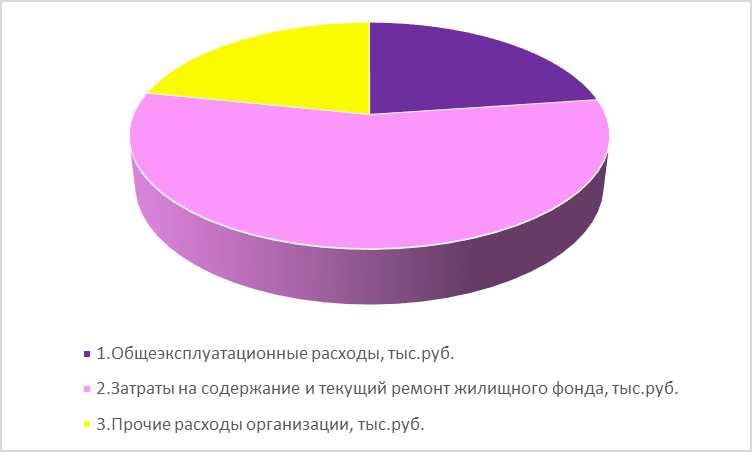 1.Общеэксплуатационные расходы, тыс.руб.
2.Затраты на содержание и текущий ремонт жилищного фонда, тыс.руб.
3.Прочие расходы организации, тыс.руб.